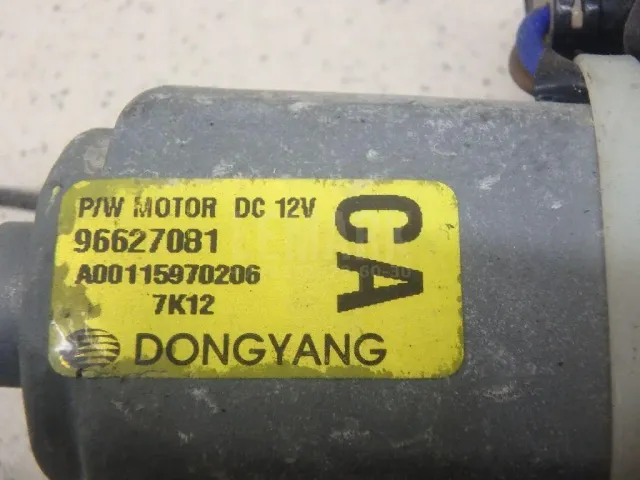 P/W MOTOR DC 12V
96627081
A00115970206
7K12
DONGYANG
CA